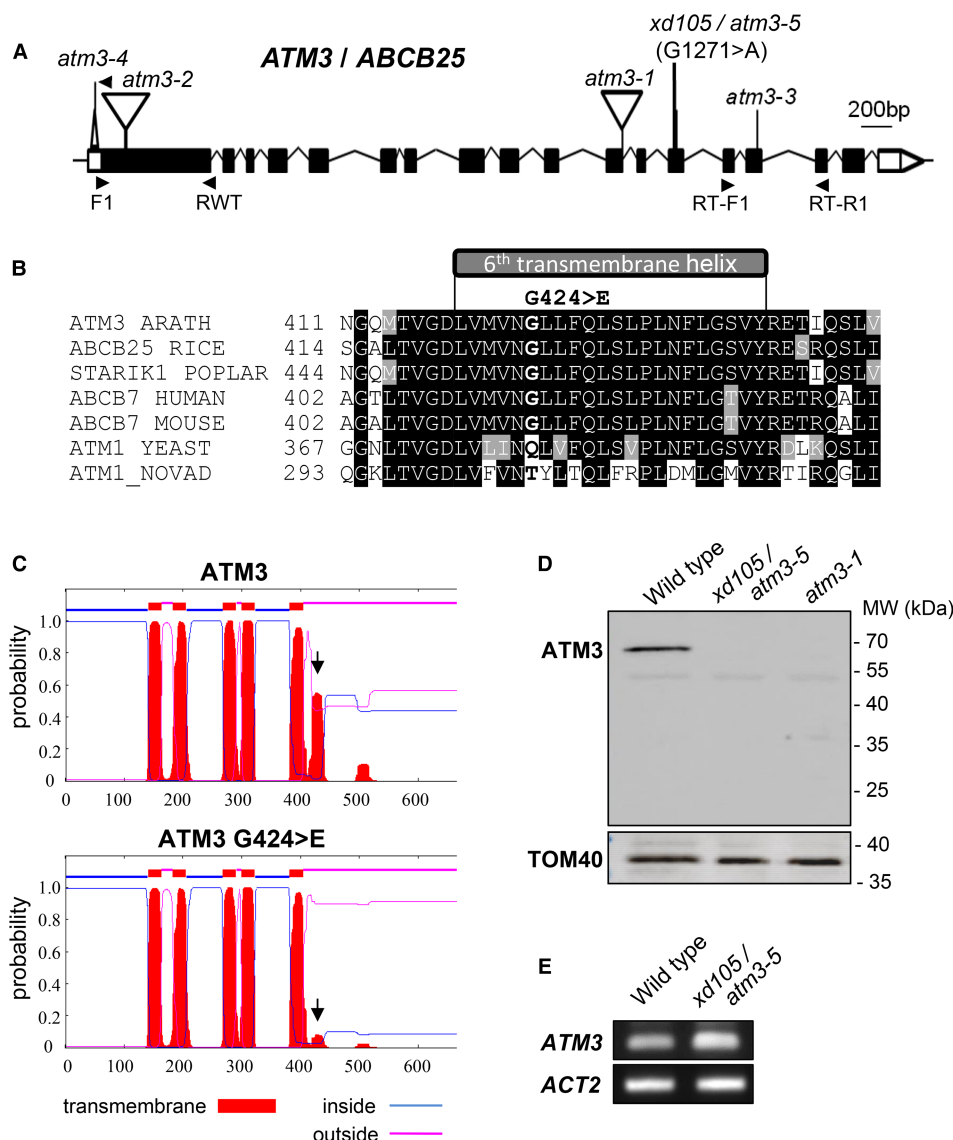 A
ATM3 / ABCB25
xd105 / atm3-5
(G1271>A)
atm3-4
atm3-2
atm3-1
atm3-3
200bp
F1
RWT
RT-F1
RT-R1
B
6th transmembrane helix
G424>E
ATM3 ARATH 411 NGQMTVGDLVMVNGLLFQLSLPLNFLGSVYRETIQSLV
ABCB25 RICE 414 SGALTVGDLVMVNGLLFQLSLPLNFLGSVYRESRQSLI
STARIK1 POPLAR 444 NGQMTVGDLVMVNGLLFQLSLPLNFLGSVYRETIQSLV
ABCB7 HUMAN 402 AGTLTVGDLVMVNGLLFQLSLPLNFLGTVYRETRQALI
ABCB7 MOUSE 402 AGTLTVGDLVMVNGLLFQLSLPLNFLGTVYRETRQALI
ATM1 YEAST 367 GGNLTVGDLVLINQLVFQLSVPLNFLGSVYRDLKQSLI
ATM1_NOVAD 293 QGKLTVGDLVFVNTYLTQLFRPLDMLGMVYRTIRQGLI
C
ATM3
probability
1.0
0.8
0.6
0.4
0.2
0
0 100 200 300 400 500 600
ATM3 G424>E
probability
1.0
0.8
0.6
0.4
0.2
0
0 100 200 300 400 500 600
transmembrane
inside
outside
D
Wild type
xd105 /
atm3-5
atm3-1
MW (kDa)
ATM3
- 70
- 55
- 40
- 35
- 25
TOM40
- 40
- 35
E
Wild type
xd105 /
atm3-5
ATM3
ACT2